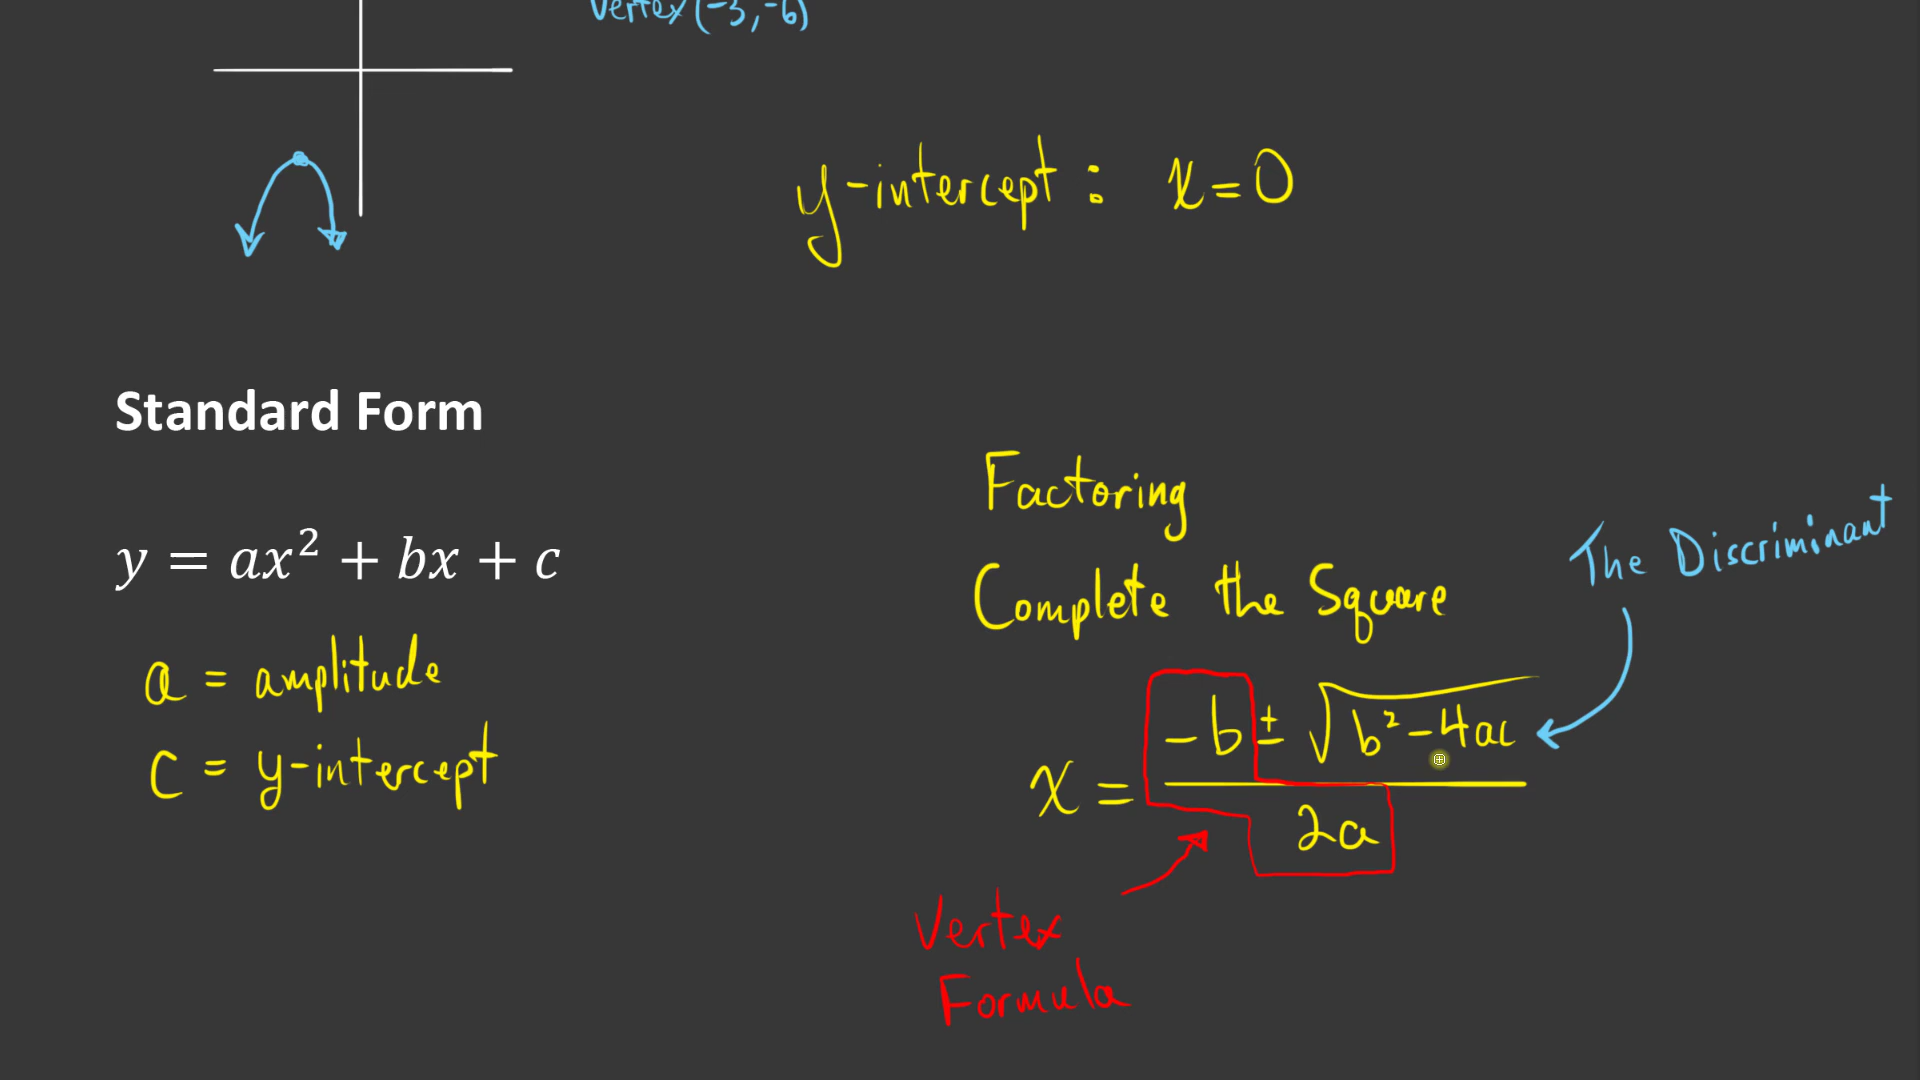 Vertex (-3,-6)
y-intercept: x=0
Standard Form
y = ax² + bx + c
a = amplitude
c = y-intercept
Factoring
Complete the Square
The Discriminant
x = -b ± √b²-4ac
2a
Vertex
Formula